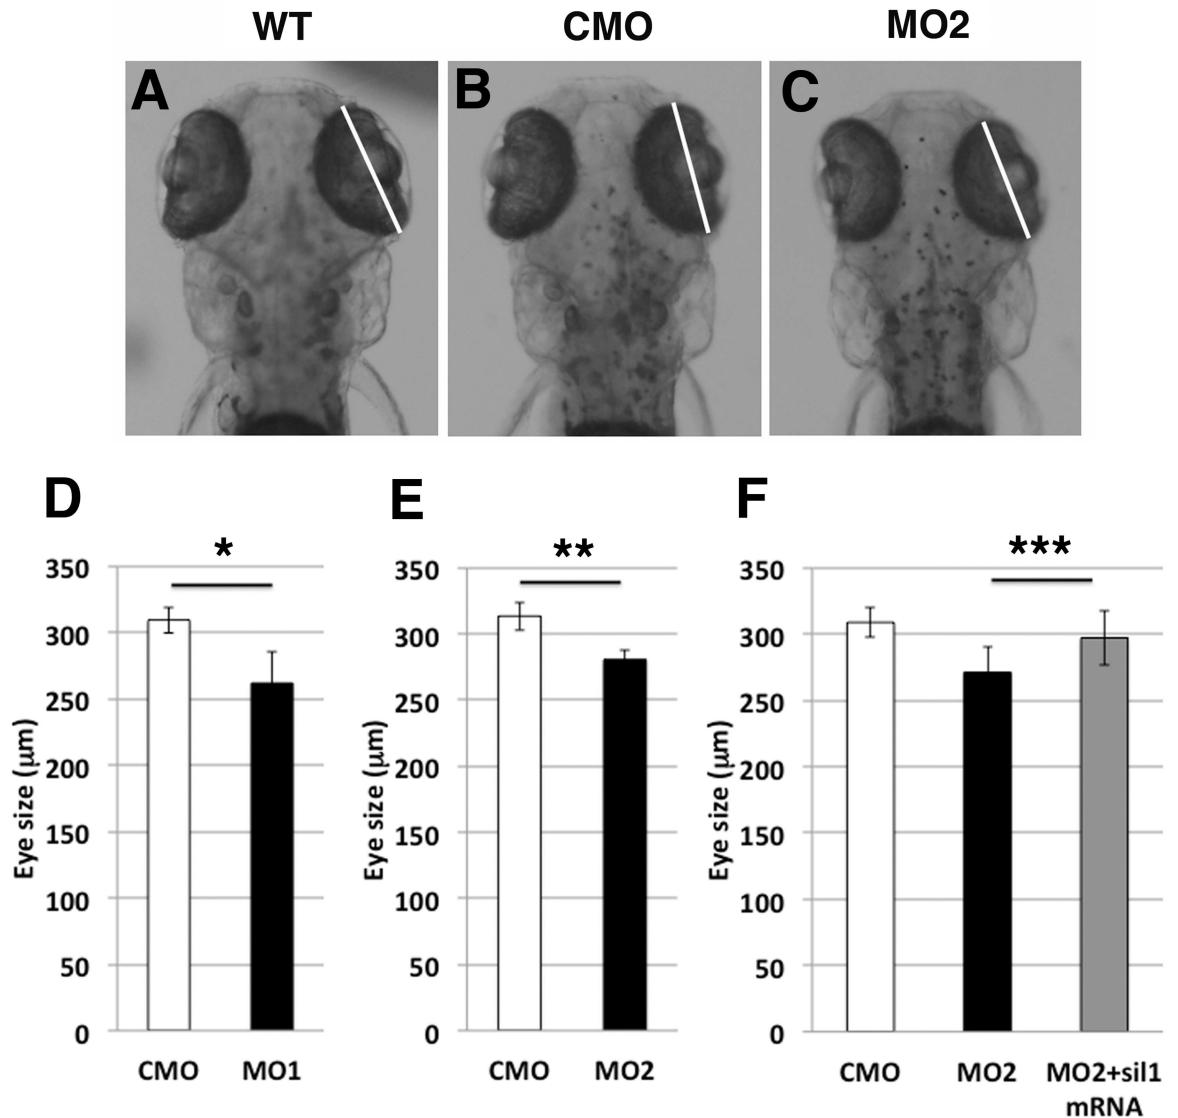 WT CMO MO2
A B C
D E F
* ** ***
350 350 350
300 300 300
250 250 250
200 200 200
150 150 150
100 100 100
50 50 50
0 0 0
Eye size (μm) Eye size (μm) Eye size (μm)
CMO MO1 CMO MO2 CMO MO2 MO2+sil1
mRNA